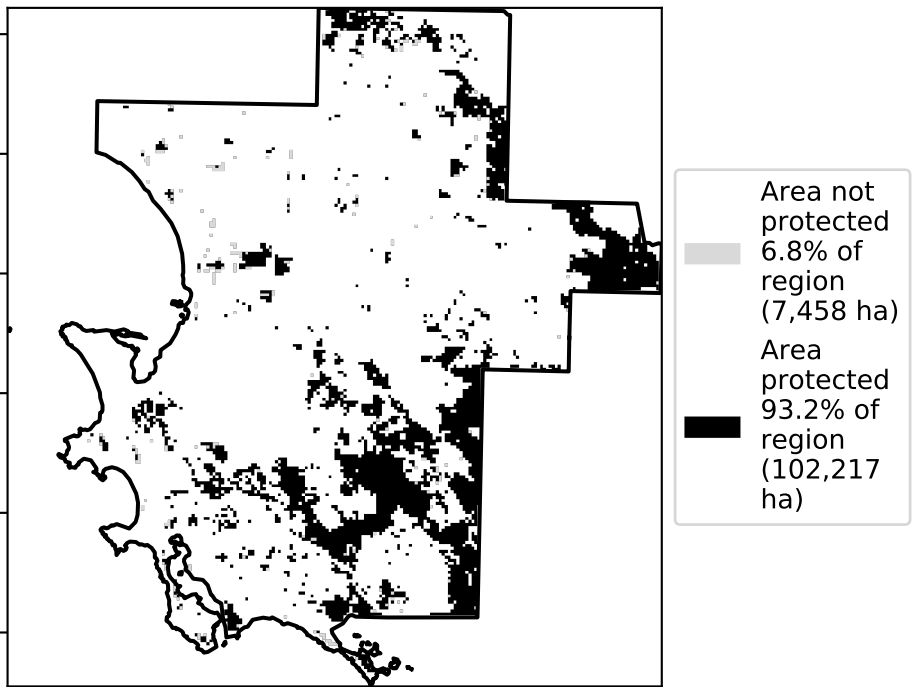 Area not
protected
6.8% of
region
(7,458 ha)
Area
protected
93.2% of
region
(102,217
ha)